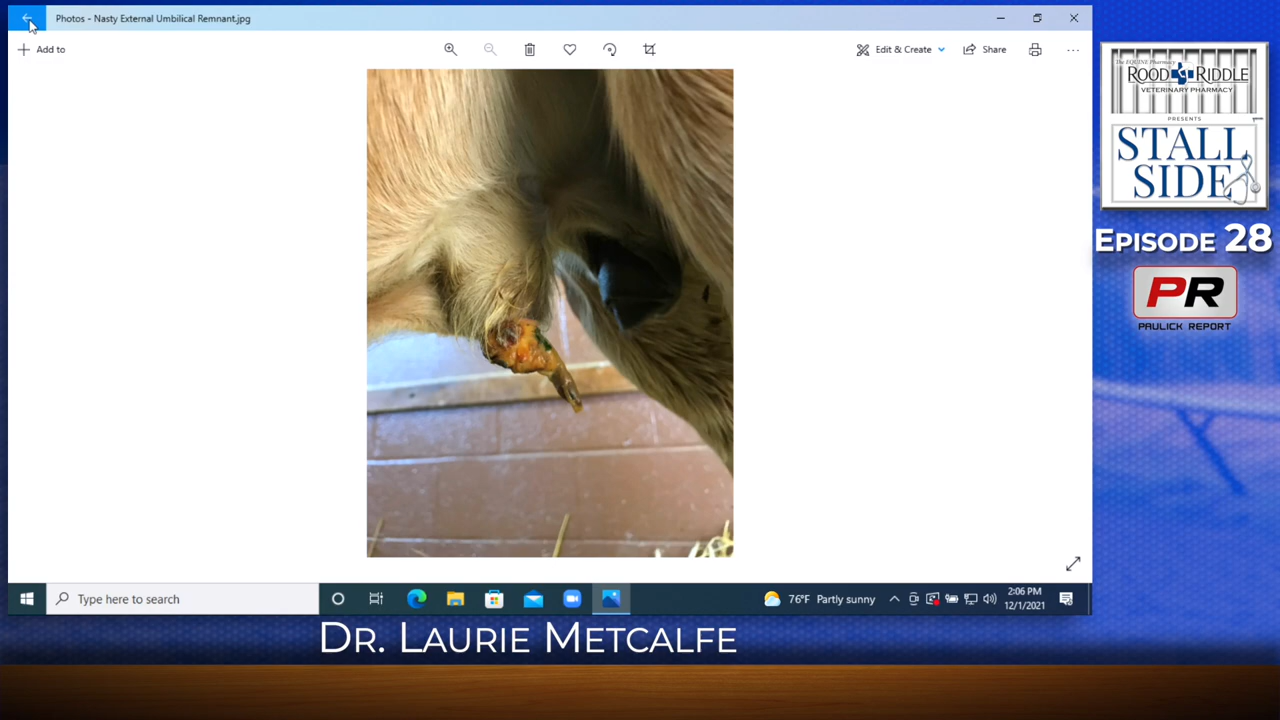 Photos - Nasty External Umbilical Remnant.jpg
Add to
Edit & Create
Share
The EQUINE Pharmacy
ROOD & RIDDLE
VETERINARY PHARMACY
PRESENTS
STALL
SIDE
EPISODE 28
PR
PAULICK REPORT
Type here to search
76°F Partly sunny
2:06 PM
12/1/2021
DR. LAURIE METCALFE